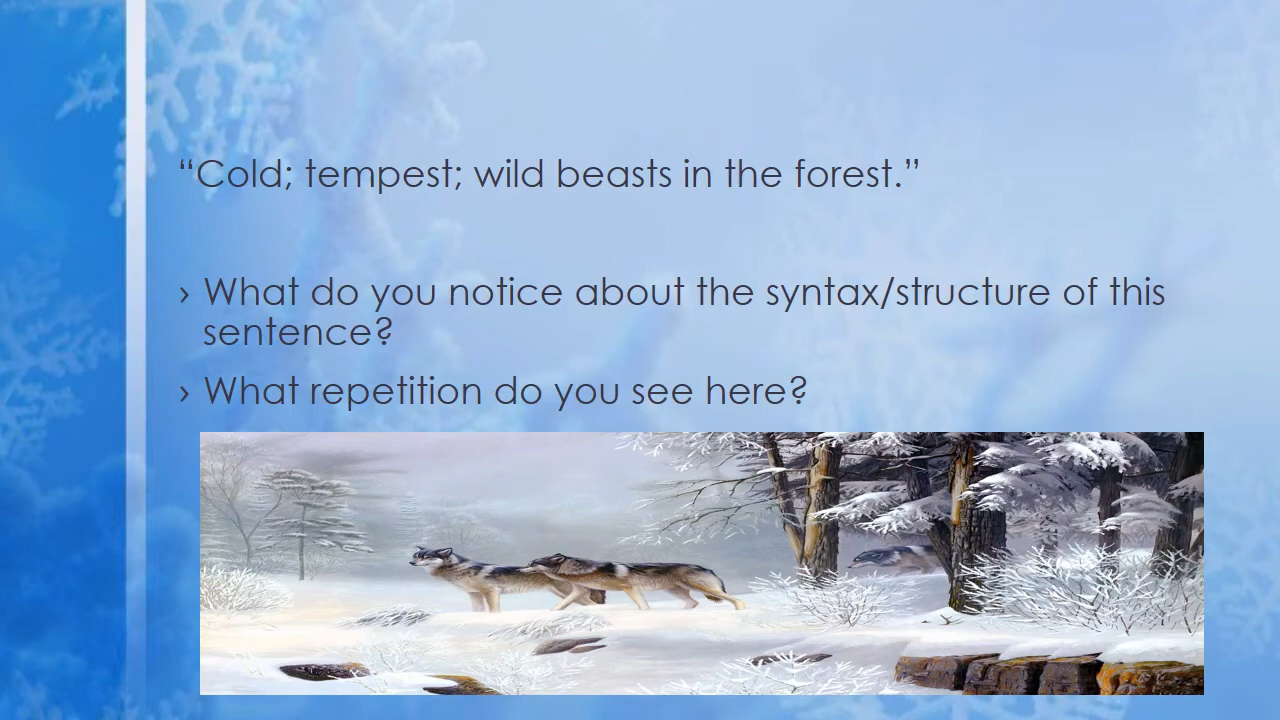 “Cold; tempest; wild beasts in the forest.”
› What do you notice about the syntax/structure of this
sentence?
› What repetition do you see here?